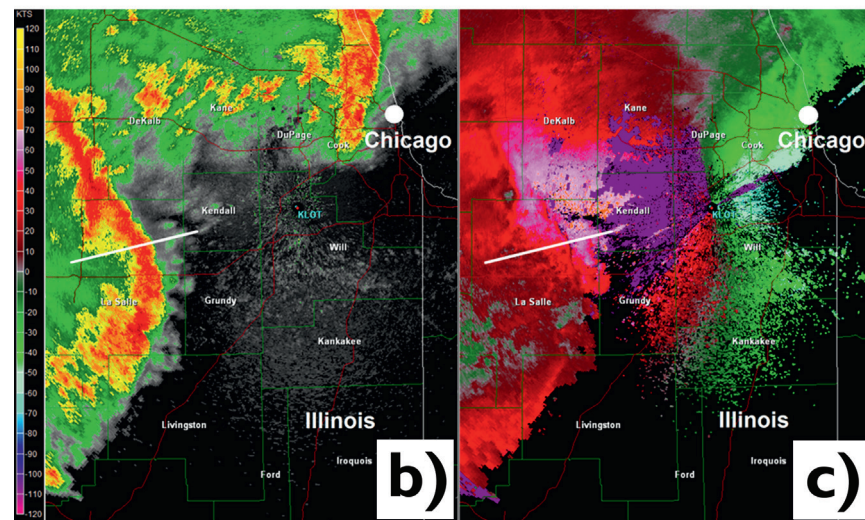 KTS
120
110
100
90
80
70
60
50
40
30
20
10
0
-10
-20
-30
-40
-50
-60
-70
-80
-90
-100
-110
-120
DeKalb
Kane
DuPage
Cook
Chicago
Kendall
KLOT
Will
La Salle
Grundy
Kankakee
Livingston
Illinois
Ford
Iroquois
b)
DeKalb
Kane
DuPage
Cook
Chicago
Kendall
KLOT
Will
La Salle
Grundy
Kankakee
Livingston
Illinois
Ford
Iroquois
c)